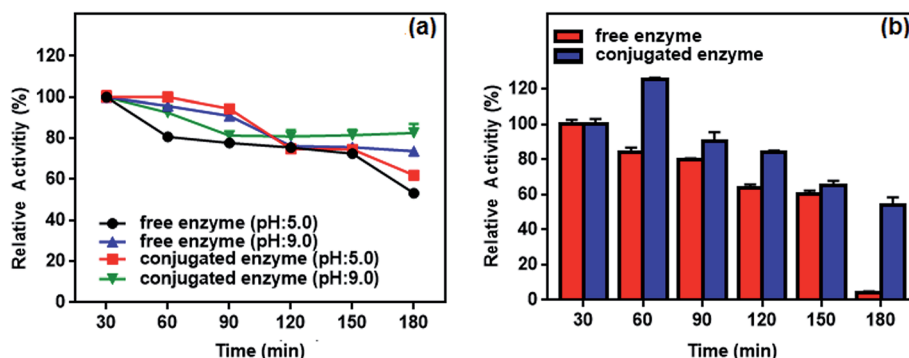 (a)
120
100
80
60
40
20
0
Relative Activitiy (%)
free enzyme (pH:5.0)
free enzyme (pH:9.0)
conjugated enzyme (pH:5.0)
conjugated enzyme (pH:9.0)
30 60 90 120 150 180
Time (min)
(b)
free enzyme
conjugated enzyme
120
100
80
60
40
20
0
Relative Activity (%)
30 60 90 120 150 180
Time (min)